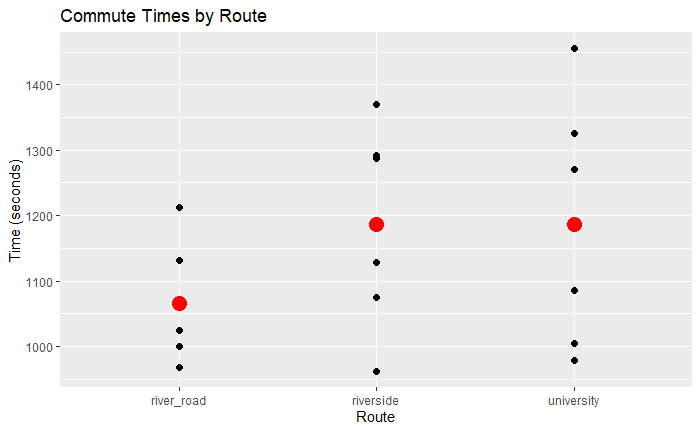 Commute Times by Route
Time (seconds)
1400
1300
1200
1100
1000
river_road riverside university
Route